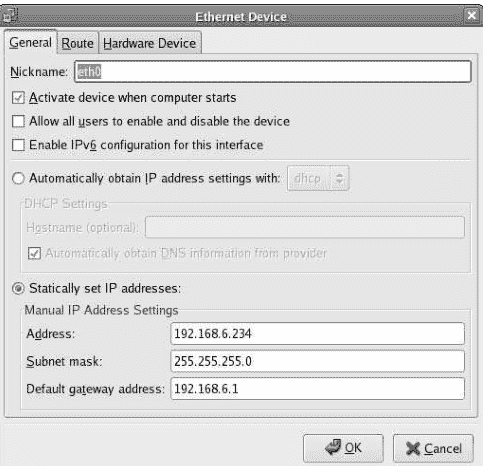 Ethernet Device
General Route Hardware Device
Nickname: eth0
Activate device when computer starts
Allow all users to enable and disable the device
Enable IPv6 configuration for this interface
Automatically obtain IP address settings with: dhcp
DHCP Settings
Hostname (optional):
Automatically obtain DNS information from provider
Statically set IP addresses:
Manual IP Address Settings
Address: 192.168.6.234
Subnet mask: 255.255.255.0
Default gateway address: 192.168.6.1
OK Cancel